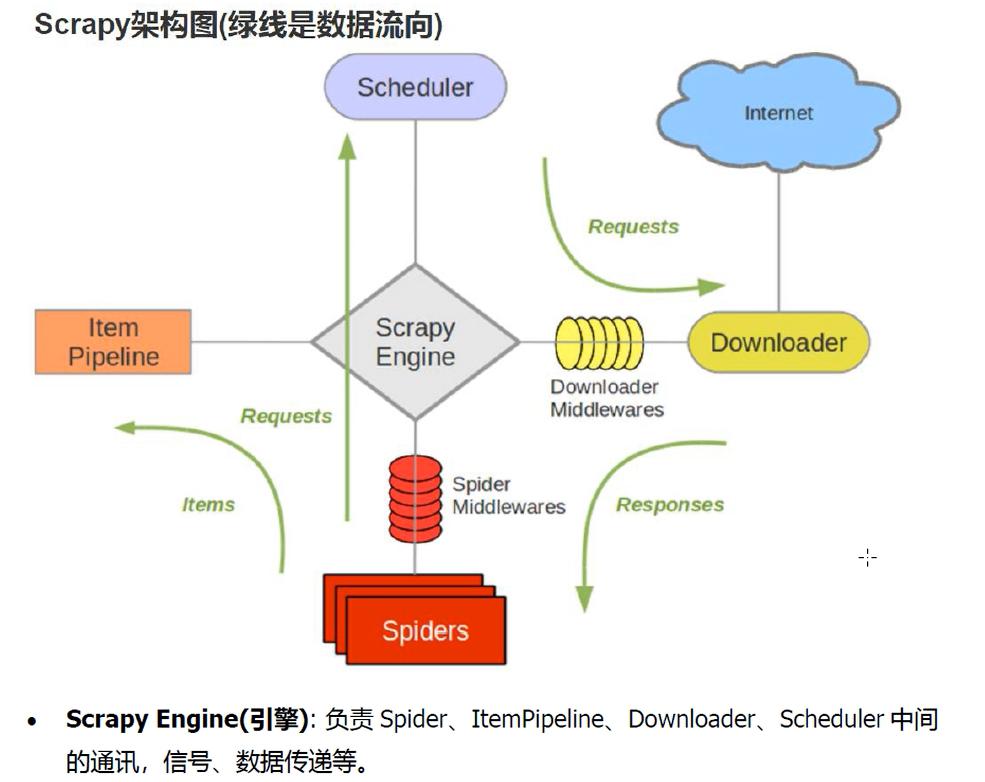 Scrapy架构图(绿线是数据流向)
Scheduler
Internet
Requests
Item
Pipeline
Scrapy
Engine
Downloader
Downloader
Middlewares
Requests
Items
Spider
Middlewares
Responses
Spiders
• Scrapy Engine(引擎): 负责 Spider、ItemPipeline、Downloader、Scheduler 中间
的通讯，信号、数据传递等。